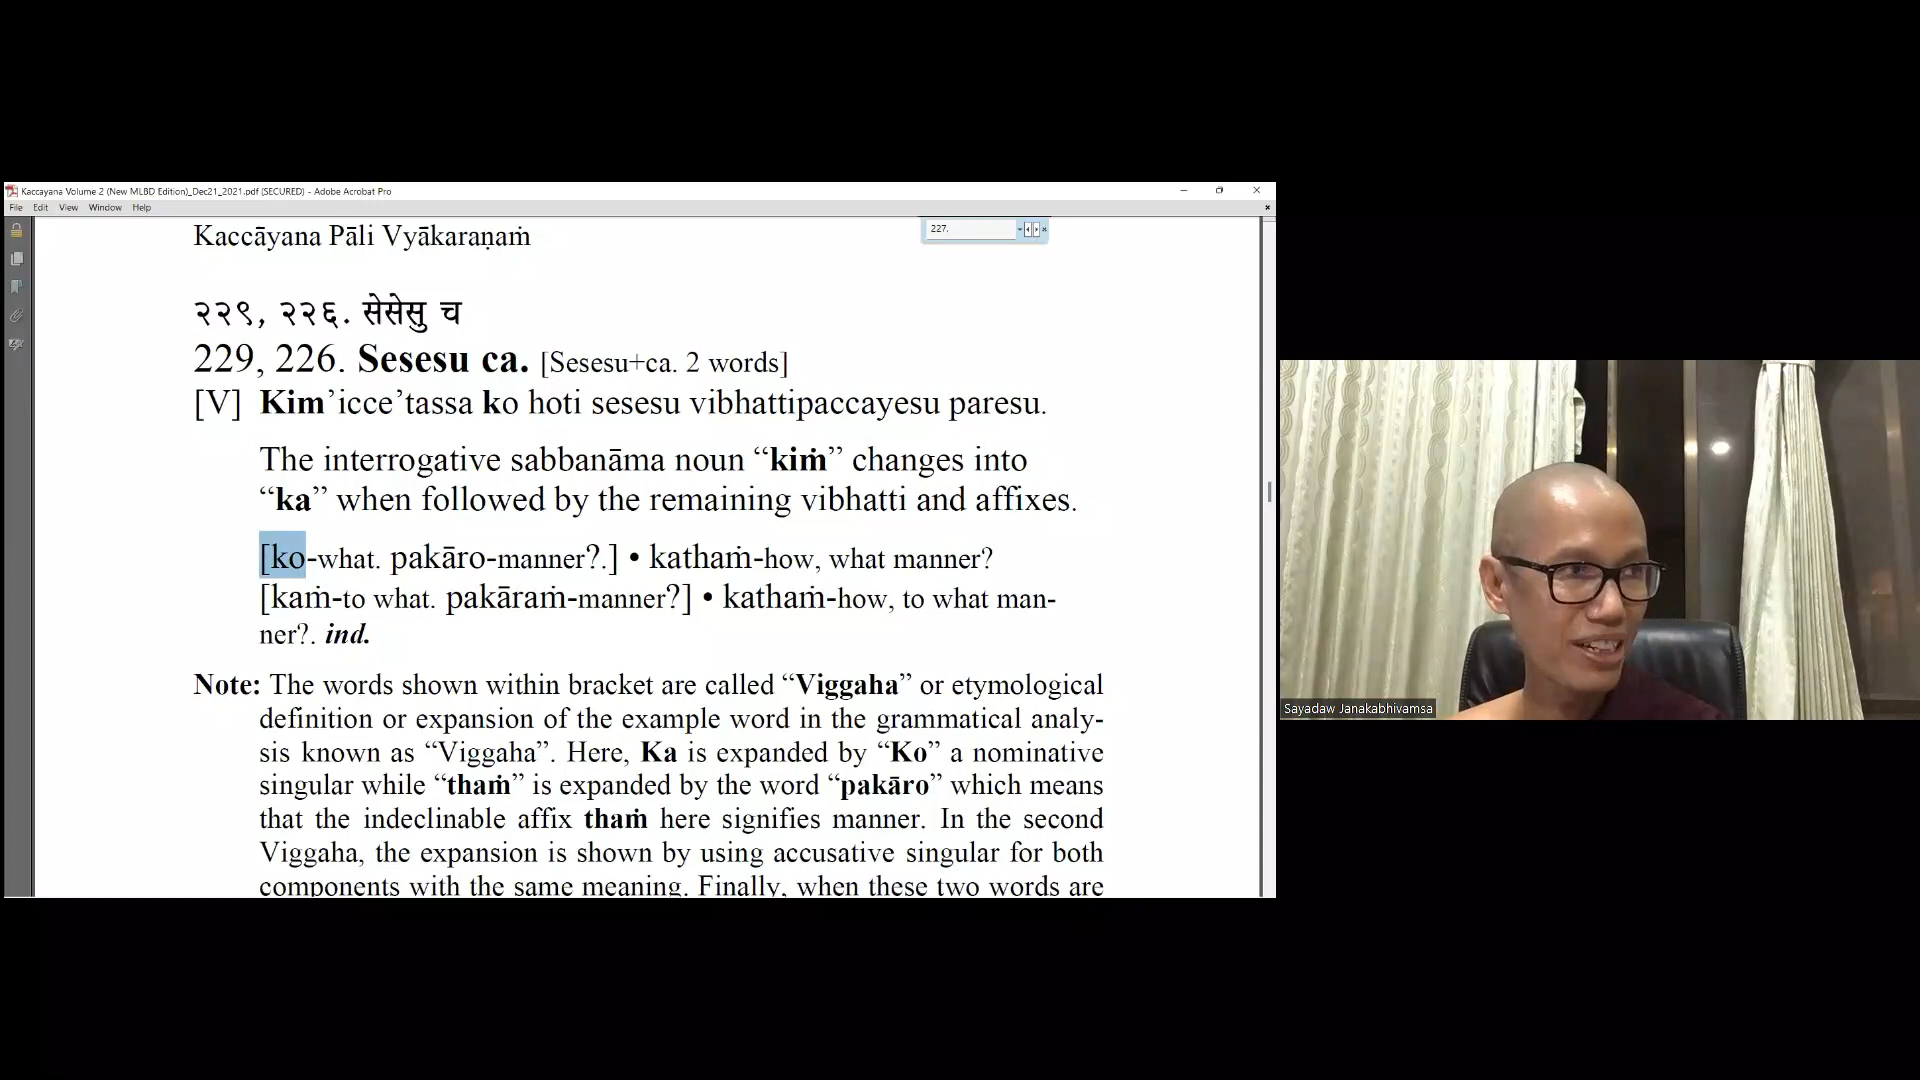 Kaccayana Volume 2 (New MLBD Edition)_Dec21_2021.pdf (SECURED) - Adobe Acrobat Pro
File Edit View Window Help
227.
Kaccāyana Pāli Vyākaraṇaṁ
२२९, २२६. सेसेसु च
229, 226. Sesesu ca. [Sesesu+ca. 2 words]
[V] Kim’icce’tassa ko hoti sesesu vibhattipaccayesu paresu.
The interrogative sabbanāma noun “kiṁ” changes into
“ka” when followed by the remaining vibhatti and affixes.
[ko-what. pakāro-manner?.] • kathaṁ-how, what manner?
[kaṁ-to what. pakāraṁ-manner?] • kathaṁ-how, to what man-
ner?. ind.
Note: The words shown within bracket are called “Viggaha” or etymological
definition or expansion of the example word in the grammatical analy-
sis known as “Viggaha”. Here, Ka is expanded by “Ko” a nominative
singular while “thaṁ” is expanded by the word “pakāro” which means
that the indeclinable affix thaṁ here signifies manner. In the second
Viggaha, the expansion is shown by using accusative singular for both
components with the same meaning. Finally, when these two words are
Sayadaw Janakabhivamsa